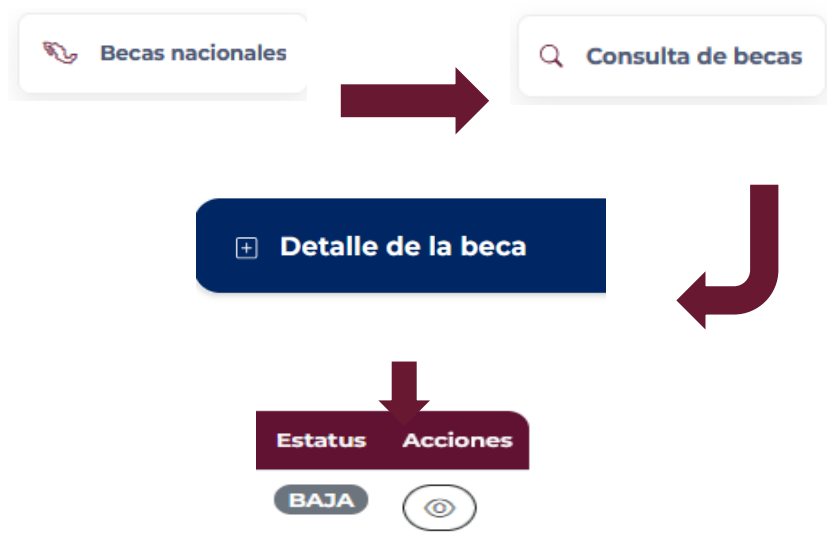 Becas nacionales
Consulta de becas
Detalle de la beca
Estatus Acciones
BAJA